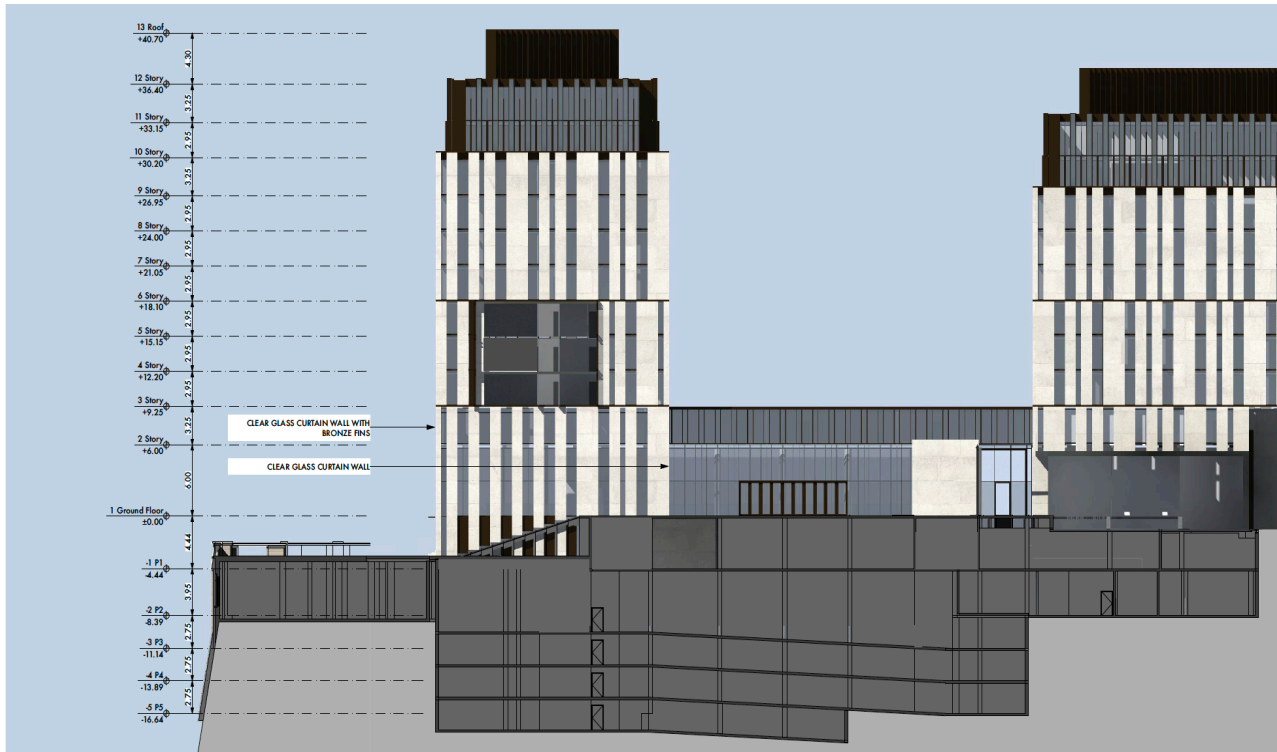 13 Roof
+40.70
4.30
12 Story
+36.40
3.25
11 Story
+33.15
2.95
10 Story
+30.20
3.25
9 Story
+26.95
2.95
8 Story
+24.00
2.95
7 Story
+21.05
2.95
6 Story
+18.10
2.95
5 Story
+15.15
2.95
4 Story
+12.20
2.95
3 Story
+9.25
3.25
CLEAR GLASS CURTAIN WALL WITH
BRONZE FINS
2 Story
+6.00
CLEAR GLASS CURTAIN WALL
6.00
1 Ground Floor
±0.00
4.44
-1 P1
-4.44
3.95
-2 P2
-8.39
2.75
-3 P3
-11.14
2.75
-4 P4
-13.89
2.75
-5 P5
-16.64